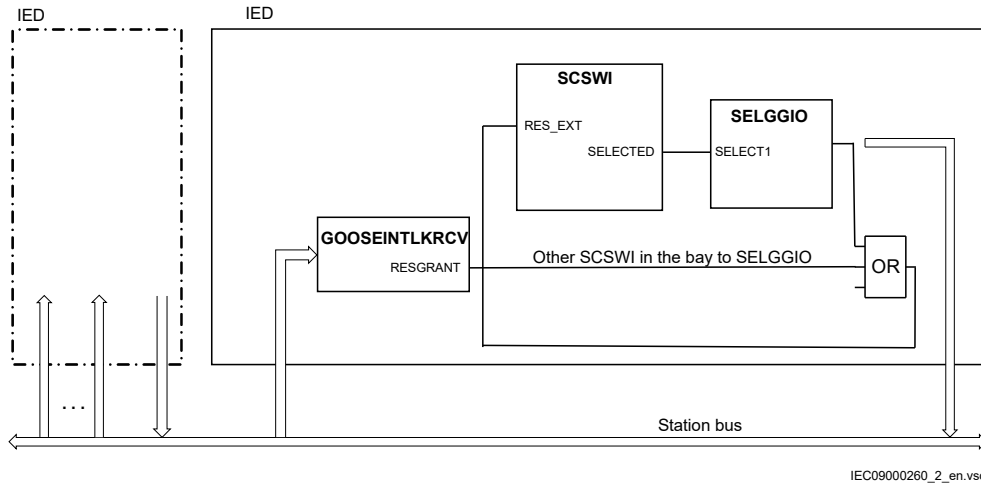 IED
IED
SCSWI
RES_EXT
SELECTED
SELGGIO
SELECT1
GOOSEINTLKRCV
RESGRANT
Other SCSWI in the bay to SELGGIO
OR
. . .
Station bus
IEC09000260_2_en.vsd